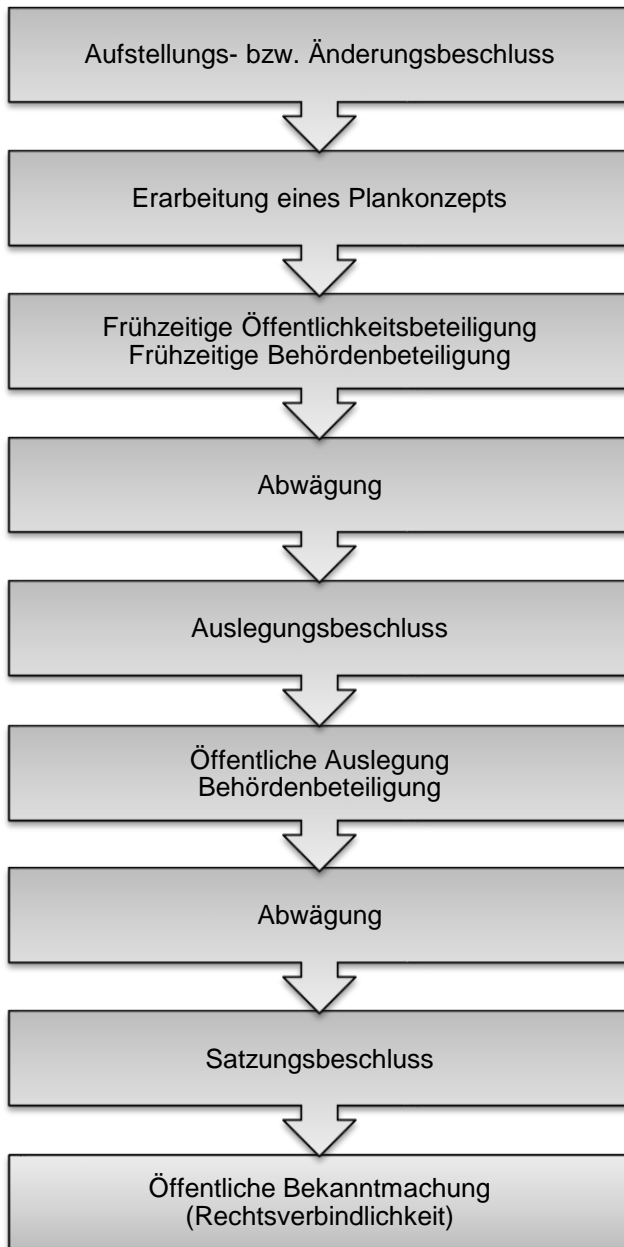 Aufstellungs- bzw. Änderungsbeschluss
Erarbeitung eines Plankonzepts
Frühzeitige Öffentlichkeitsbeteiligung
Frühzeitige Behördenbeteiligung
Abwägung
Auslegungsbeschluss
Öffentliche Auslegung
Behördenbeteiligung
Abwägung
Satzungsbeschluss
Öffentliche Bekanntmachung
(Rechtsverbindlichkeit)